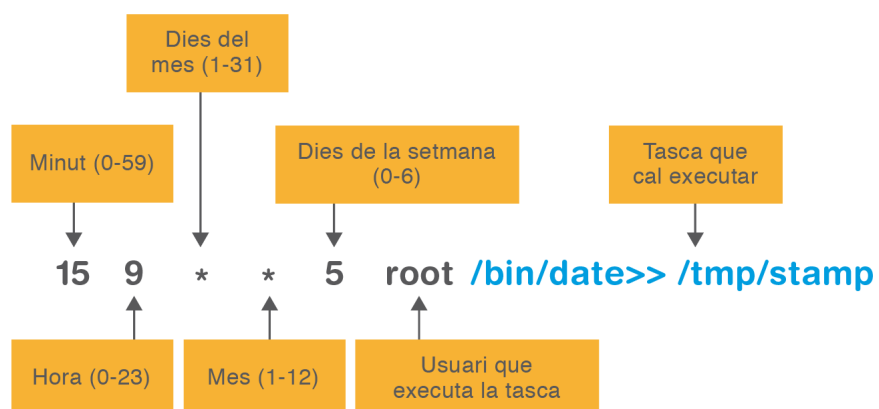 Dies del
mes (1-31)
Minut (0-59)
Dies de la setmana
(0-6)
Tasca que
cal executar
15 9 * * 5 root /bin/date>> /tmp/stamp
Hora (0-23)
Mes (1-12)
Usuari que
executa la tasca